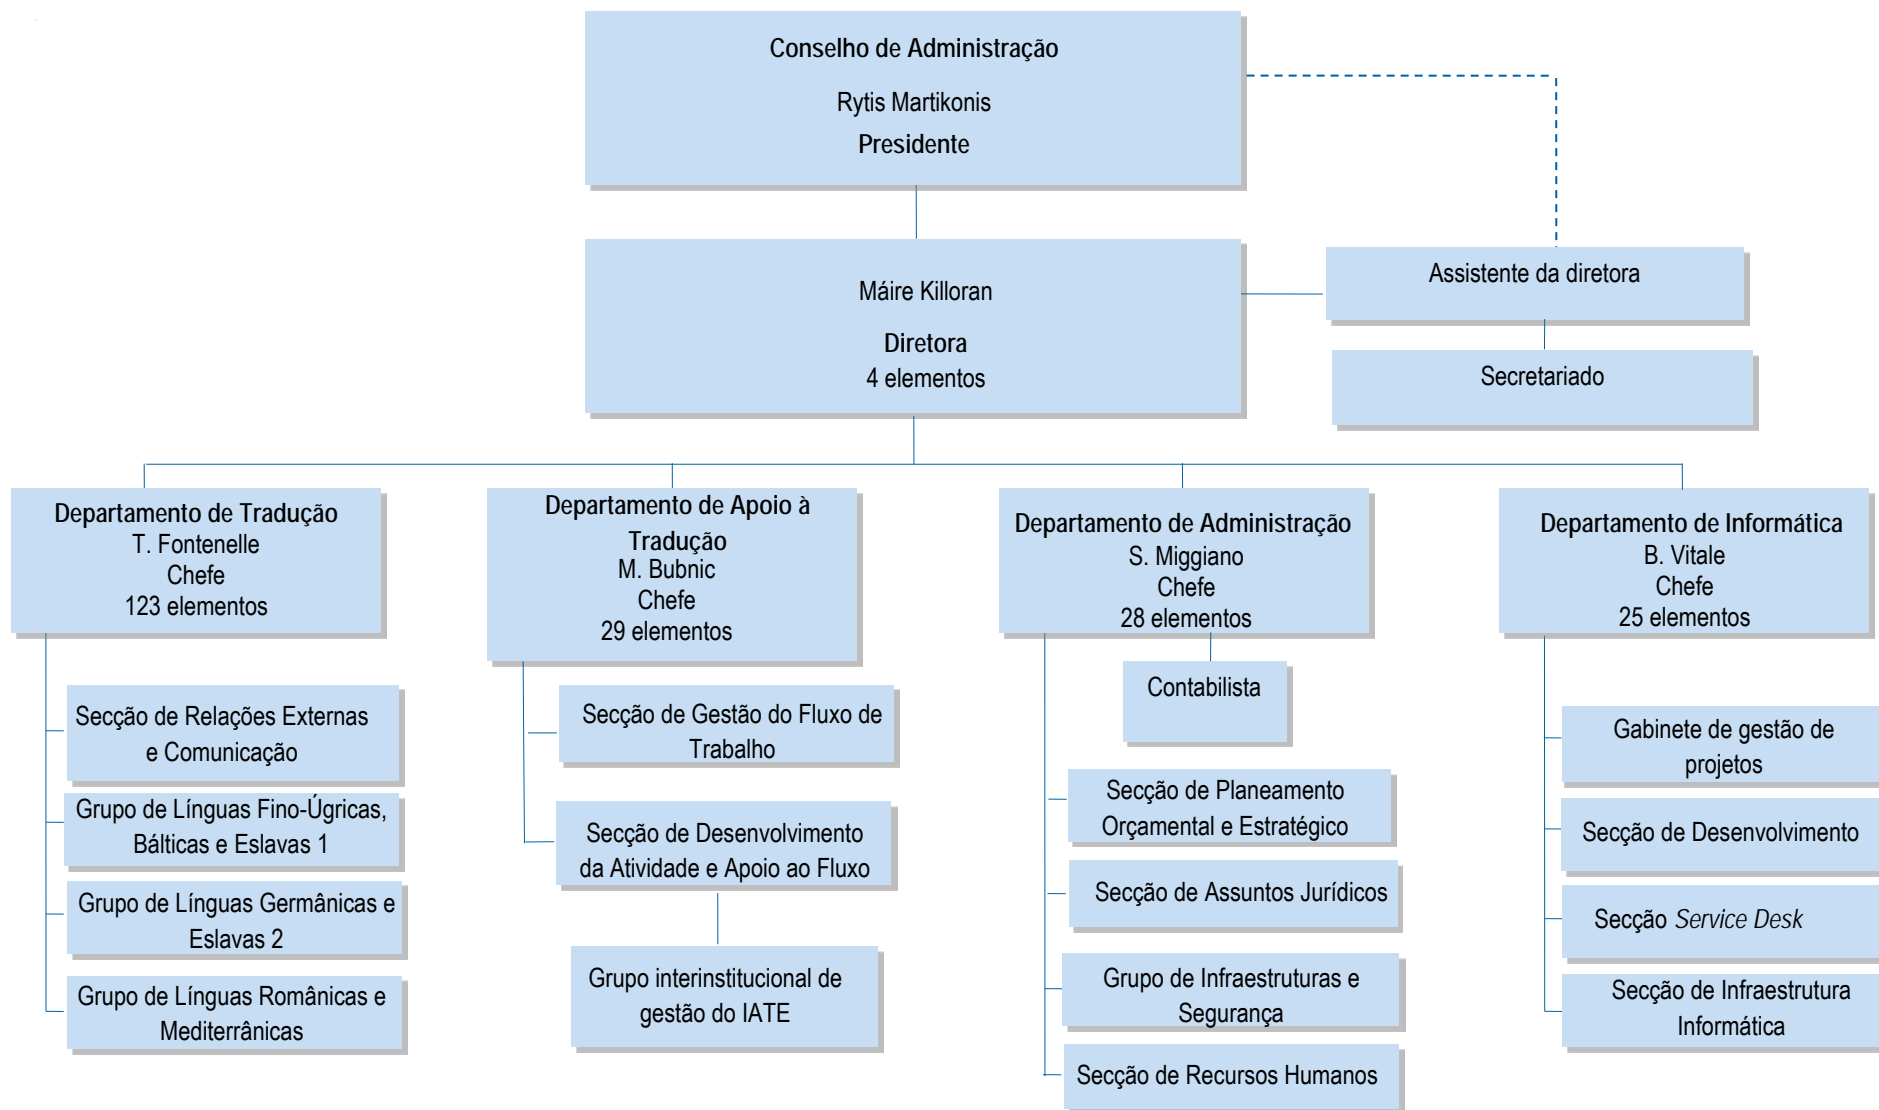 Conselho de Administração
Rytis Martikonis
Presidente
Máire Killoran
Diretora
4 elementos
Assistente da diretora
Secretariado
Departamento de Tradução
T. Fontenelle
Chefe
123 elementos
Secção de Relações Externas
e Comunicação
Grupo de Línguas Fino-Úgricas,
Bálticas e Eslavas 1
Grupo de Línguas Germânicas e
Eslavas 2
Grupo de Línguas Românicas e
Mediterrânicas
Departamento de Apoio à
Tradução
M. Bubnic
Chefe
29 elementos
Secção de Gestão do Fluxo de
Trabalho
Secção de Desenvolvimento
da Atividade e Apoio ao Fluxo
Grupo interinstitucional de
gestão do IATE
Departamento de Administração
S. Miggiano
Chefe
28 elementos
Contabilista
Secção de Planeamento
Orçamental e Estratégico
Secção de Assuntos Jurídicos
Grupo de Infraestruturas e
Segurança
Secção de Recursos Humanos
Departamento de Informática
B. Vitale
Chefe
25 elementos
Gabinete de gestão de
projetos
Secção de Desenvolvimento
Secção Service Desk
Secção de Infraestrutura
Informática